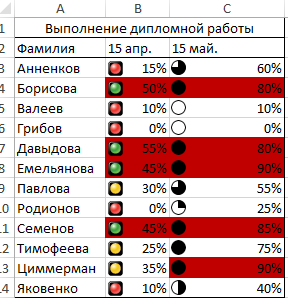 A B C
1 Выполнение дипломной работы
2 Фамилия 15 апр. 15 май.
3 Анненков 15% 60%
4 Борисова 50% 80%
5 Валеев 10% 10%
6 Грибов 0% 0%
7 Давыдова 55% 80%
8 Емельянова 45% 90%
9 Павлова 30% 55%
10 Родионов 0% 25%
11 Семенов 45% 85%
12 Тимофеева 25% 75%
13 Циммерман 35% 90%
14 Яковенко 10% 40%